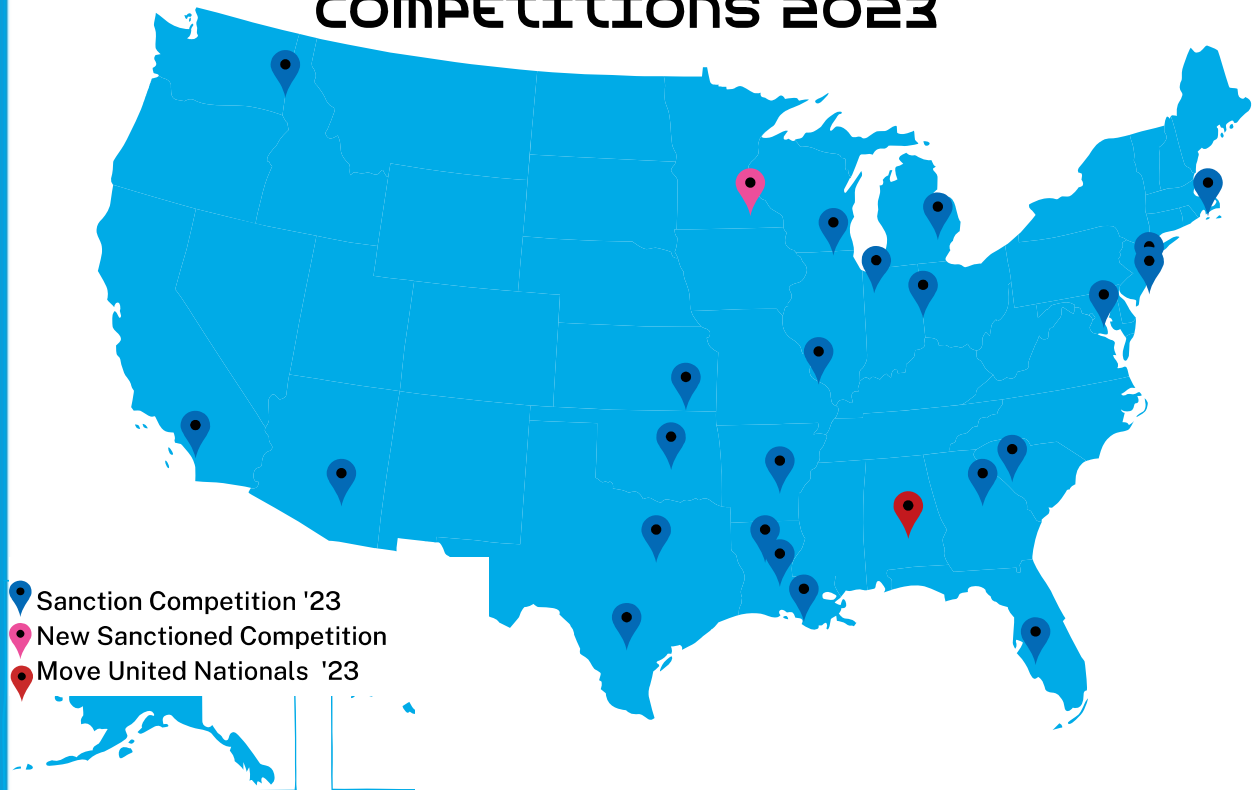 COMPETITIONS 2023
Sanction Competition '23
New Sanctioned Competition
Move United Nationals '23